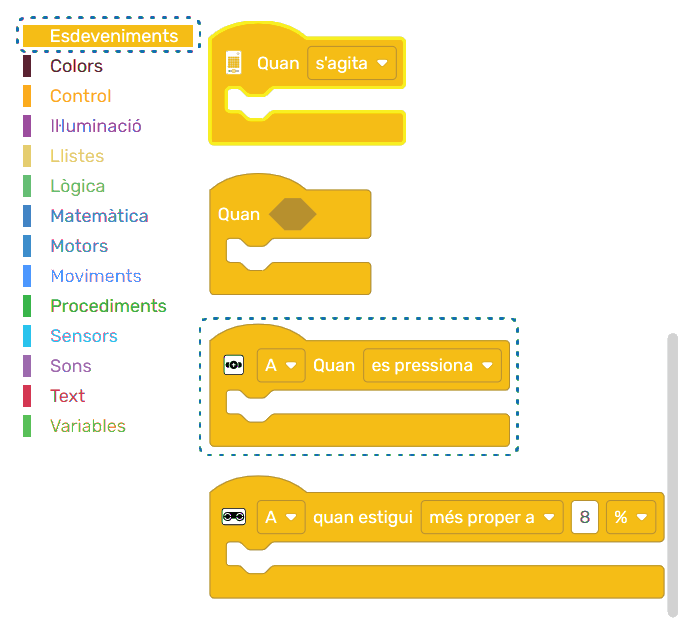 Esdeveniments
Colors
Control
Il·luminació
Llistes
Lògica
Matemàtica
Motors
Moviments
Procediments
Sensors
Sons
Text
Variables
Quan s'agita
Quan
A Quan es pressiona
A quan estigui més proper a 8 %